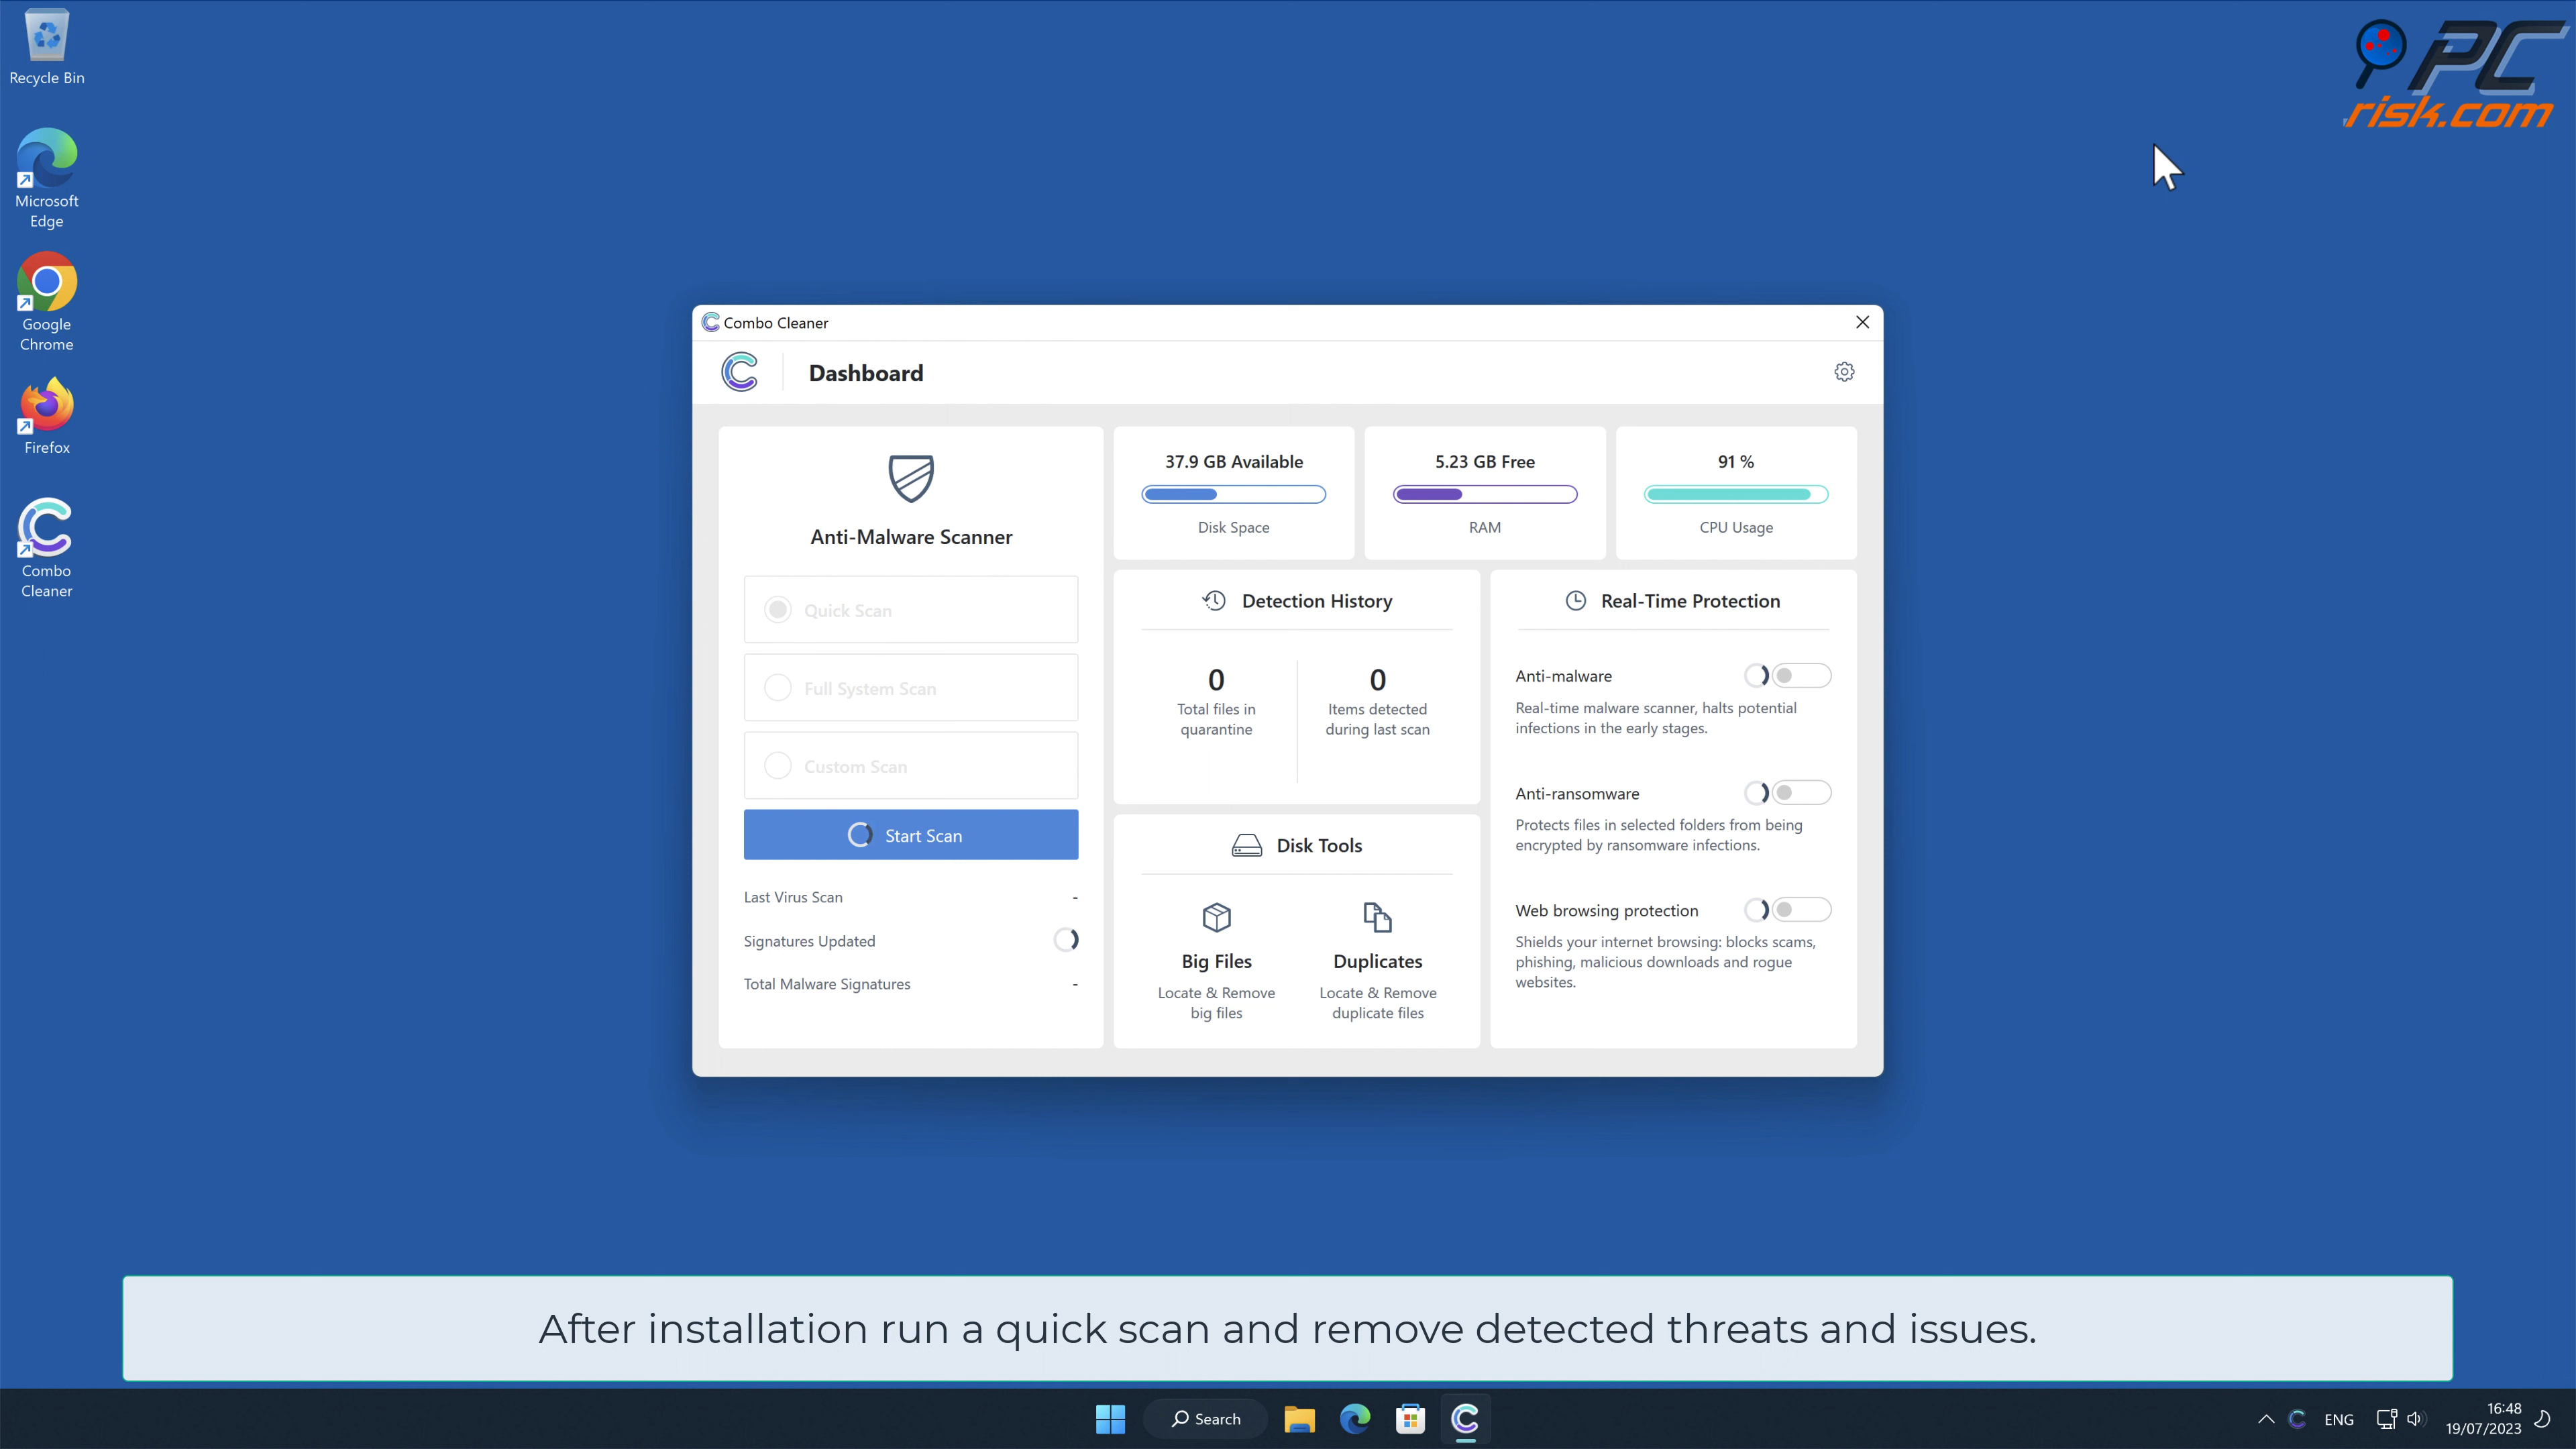 Recycle Bin
Microsoft
Edge
Google
Chrome
Firefox
Combo
Cleaner
PC
risk.com
Combo Cleaner
Dashboard
Anti-Malware Scanner
Quick Scan
Full System Scan
Custom Scan
Start Scan
Last Virus Scan -
Signatures Updated
Total Malware Signatures -
37.9 GB Available
Disk Space
5.23 GB Free
RAM
91 %
CPU Usage
Detection History
0
Total files in
quarantine
0
Items detected
during last scan
Disk Tools
Big Files
Locate & Remove
big files
Duplicates
Locate & Remove
duplicate files
Real-Time Protection
Anti-malware
Real-time malware scanner, halts potential
infections in the early stages.
Anti-ransomware
Protects files in selected folders from being
encrypted by ransomware infections.
Web browsing protection
Shields your internet browsing: blocks scams,
phishing, malicious downloads and rogue
websites.
After installation run a quick scan and remove detected threats and issues.
Search
ENG
16:48
19/07/2023